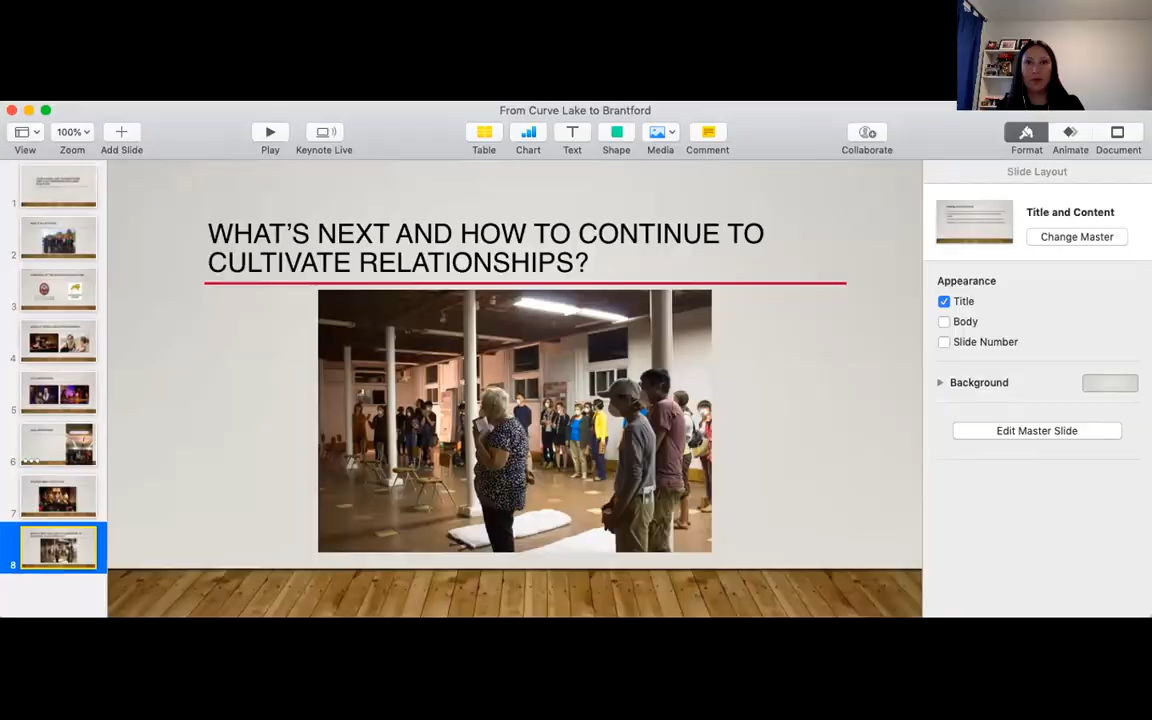 From Curve Lake to Brantford
100%
View
Zoom
Add Slide
Play
Keynote Live
Table
Chart
Text
Shape
Media
Comment
Collaborate
Format
Animate
Document
Slide Layout
Title and Content
Change Master
Appearance
Title
Body
Slide Number
Background
Edit Master Slide
1
2
3
4
5
6
7
8
WHAT’S NEXT AND HOW TO CONTINUE TO
CULTIVATE RELATIONSHIPS?